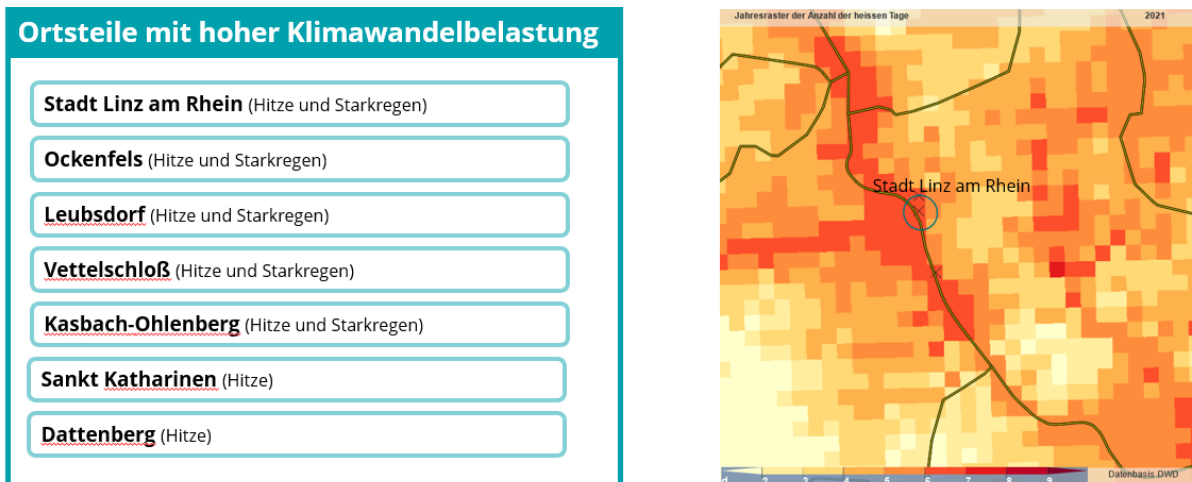 Ortsteile mit hoher Klimawandelbelastung
Stadt Linz am Rhein (Hitze und Starkregen)
Ockenfels (Hitze und Starkregen)
Leubsdorf (Hitze und Starkregen)
Vettelschloß (Hitze und Starkregen)
Kasbach-Ohlenberg (Hitze und Starkregen)
Sankt Katharinen (Hitze)
Dattenberg (Hitze)
Jahresraster der Anzahl der heissen Tage 2021
Stadt Linz am Rhein
Datenbasis DWD
2 3 4 5 6 7 8 9